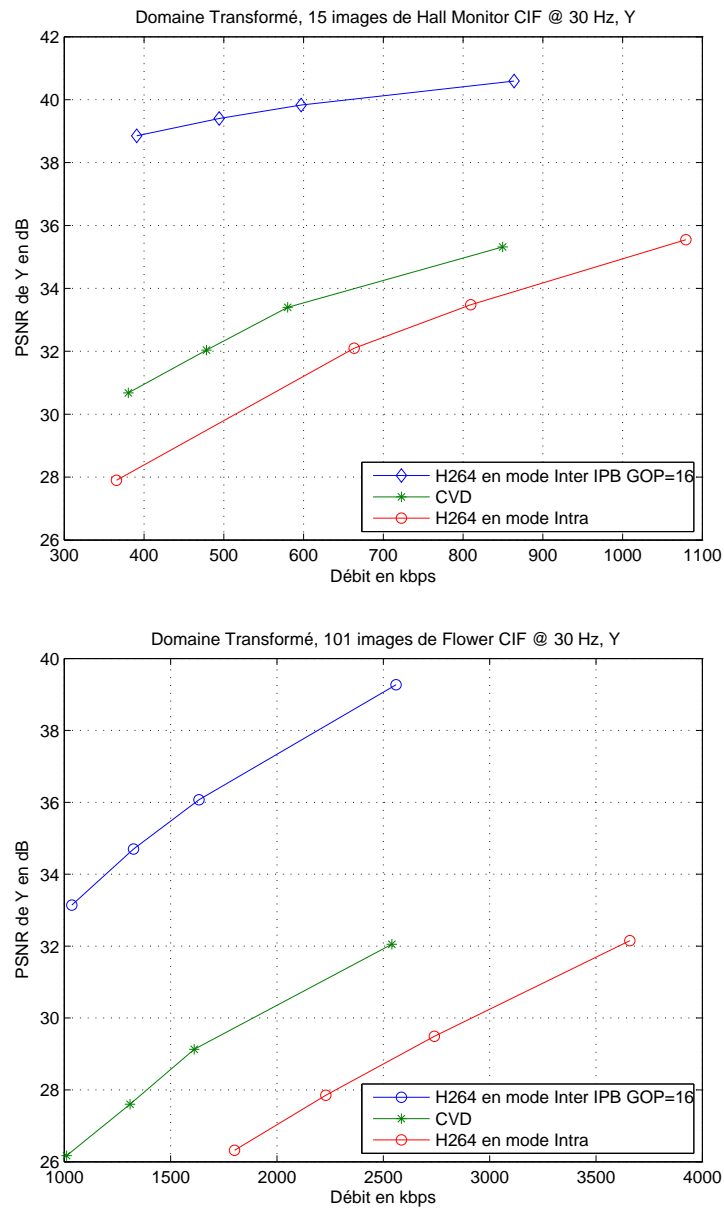 Domaine Transformé, 15 images de Hall Monitor CIF @ 30 Hz, Y
42
40
38
36
34
32
30
28
26
PSNR de Y en dB
H264 en mode Inter IPB GOP=16
CVD
H264 en mode Intra
300 400 500 600 700 800 900 1000 1100
Débit en kbps
Domaine Transformé, 101 images de Flower CIF @ 30 Hz, Y
40
38
36
34
32
30
28
26
PSNR de Y en dB
H264 en mode Inter IPB GOP=16
CVD
H264 en mode Intra
1000 1500 2000 2500 3000 3500 4000
Débit en kbps